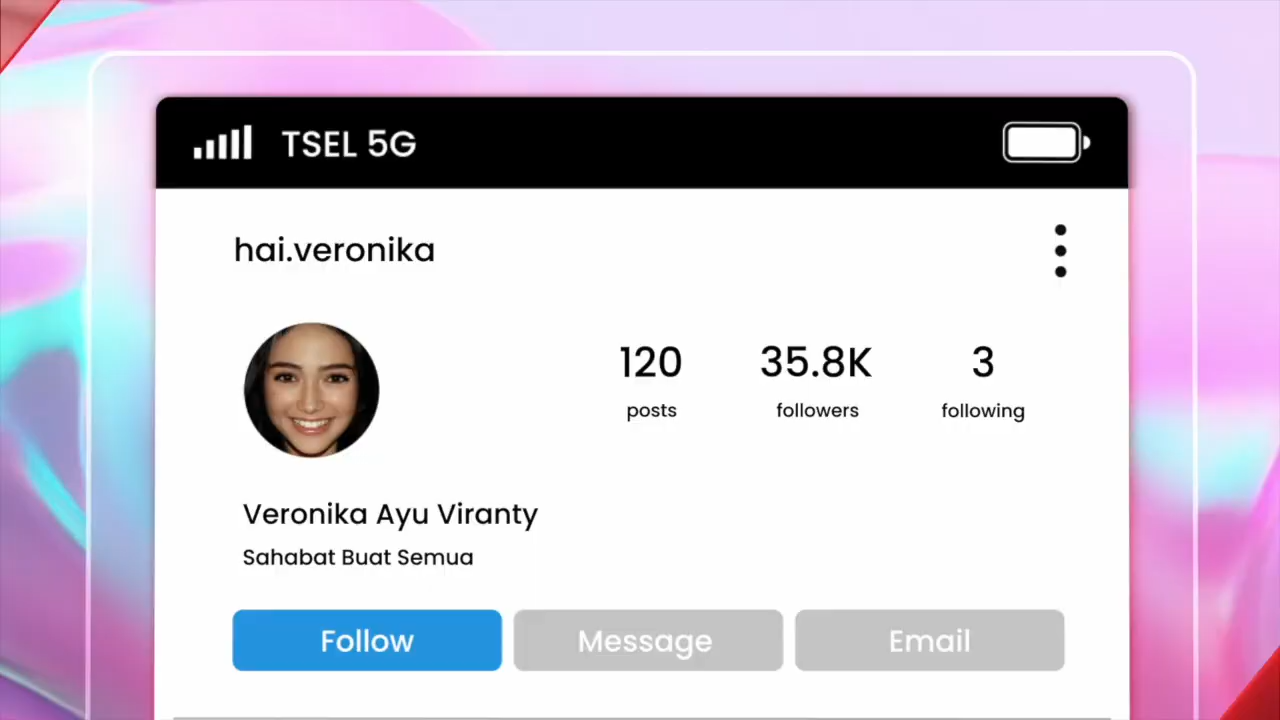 TSEL 5G
hai.veronika
120 35.8K 3
posts followers following
Veronika Ayu Viranty
Sahabat Buat Semua
Follow Message Email